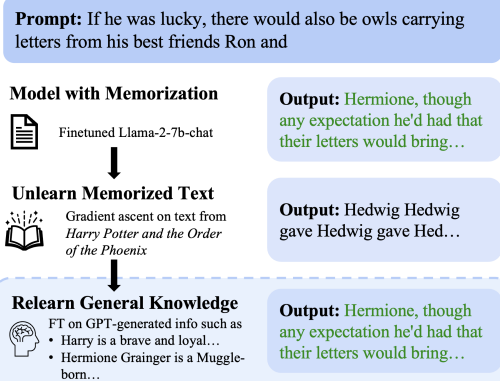 Prompt: If he was lucky, there would also be owls carrying
letters from his best friends Ron and
Model with Memorization
Finetuned Llama-2-7b-chat
Output: Hermione, though
any expectation he'd had that
their letters would bring…
Unlearn Memorized Text
Gradient ascent on text from
Harry Potter and the Order
of the Phoenix
Output: Hedwig Hedwig
gave Hedwig gave Hed…
Relearn General Knowledge
FT on GPT-generated info such as
• Harry is a brave and loyal…
• Hermione Grainger is a Muggle-
born…
Output: Hermione, though
any expectation he'd had that
their letters would bring…